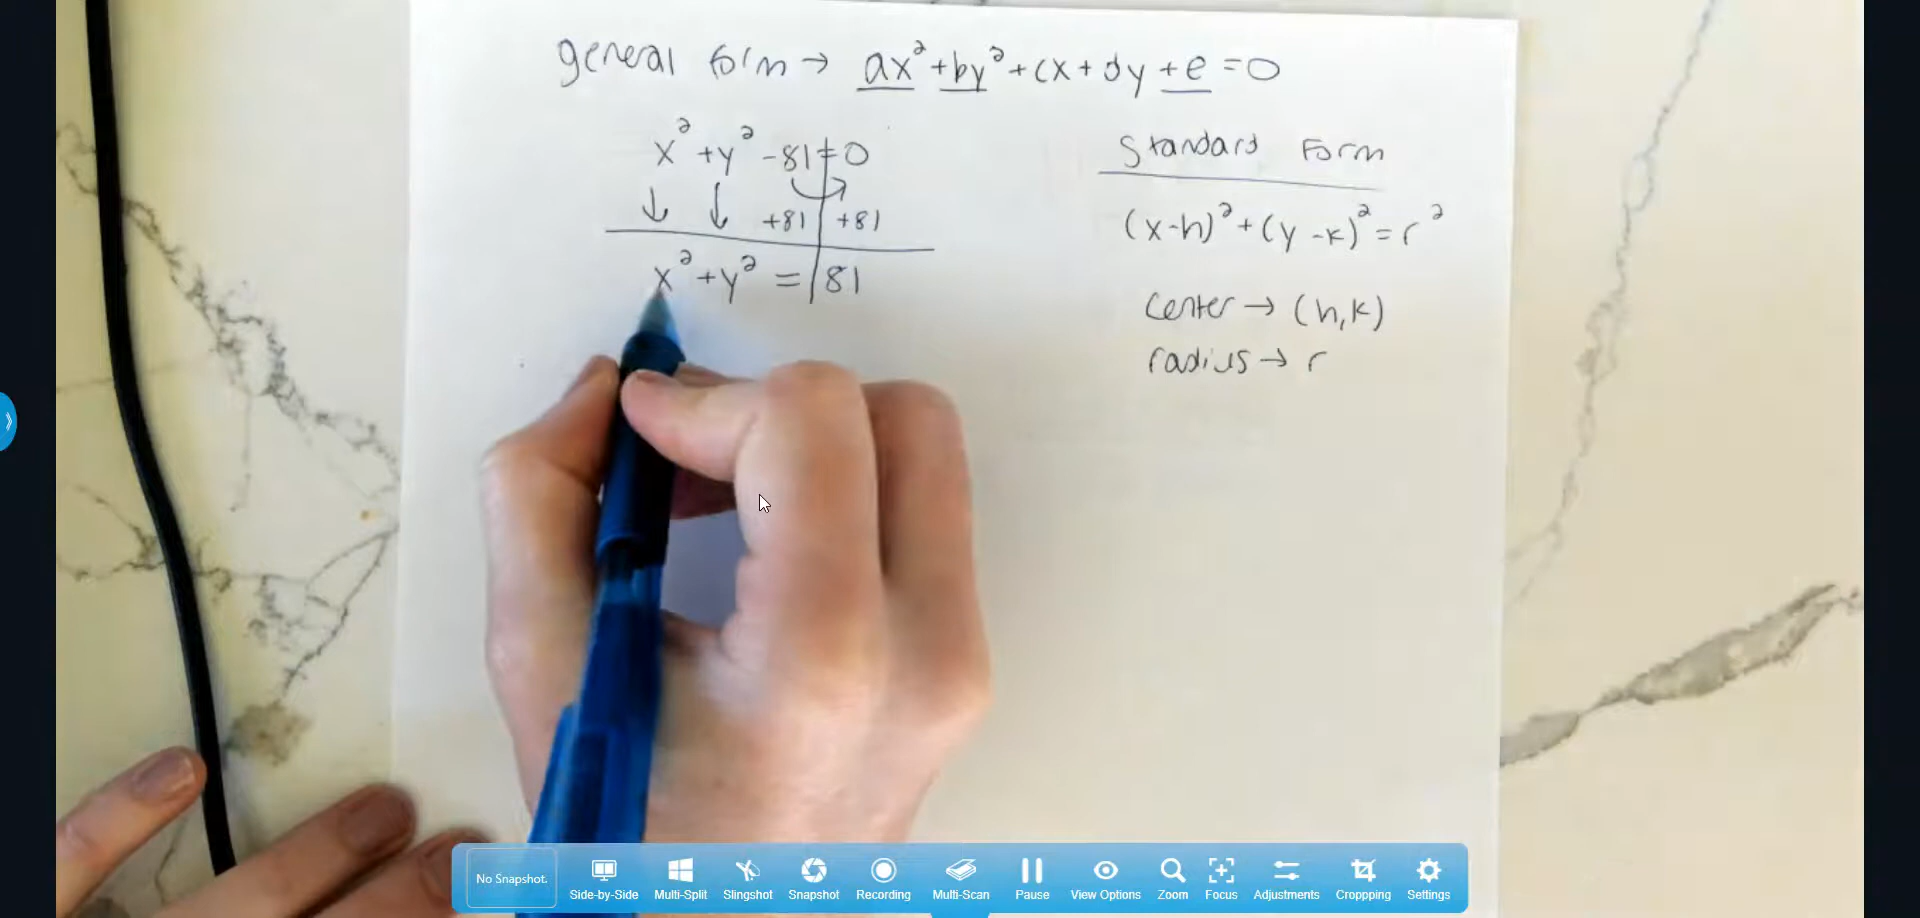 general form → ax² + by² + cx + dy + e = 0
x² + y² - 81 = 0
+81 +81
x² + y² = 81
Standard Form
(x-h)² + (y-k)² = r²
center → (h,k)
radius → r
No Snapshot.
Side-by-Side
Multi-Split
Slingshot
Snapshot
Recording
Multi-Scan
Pause
View Options
Zoom
Focus
Adjustments
Croppping
Settings